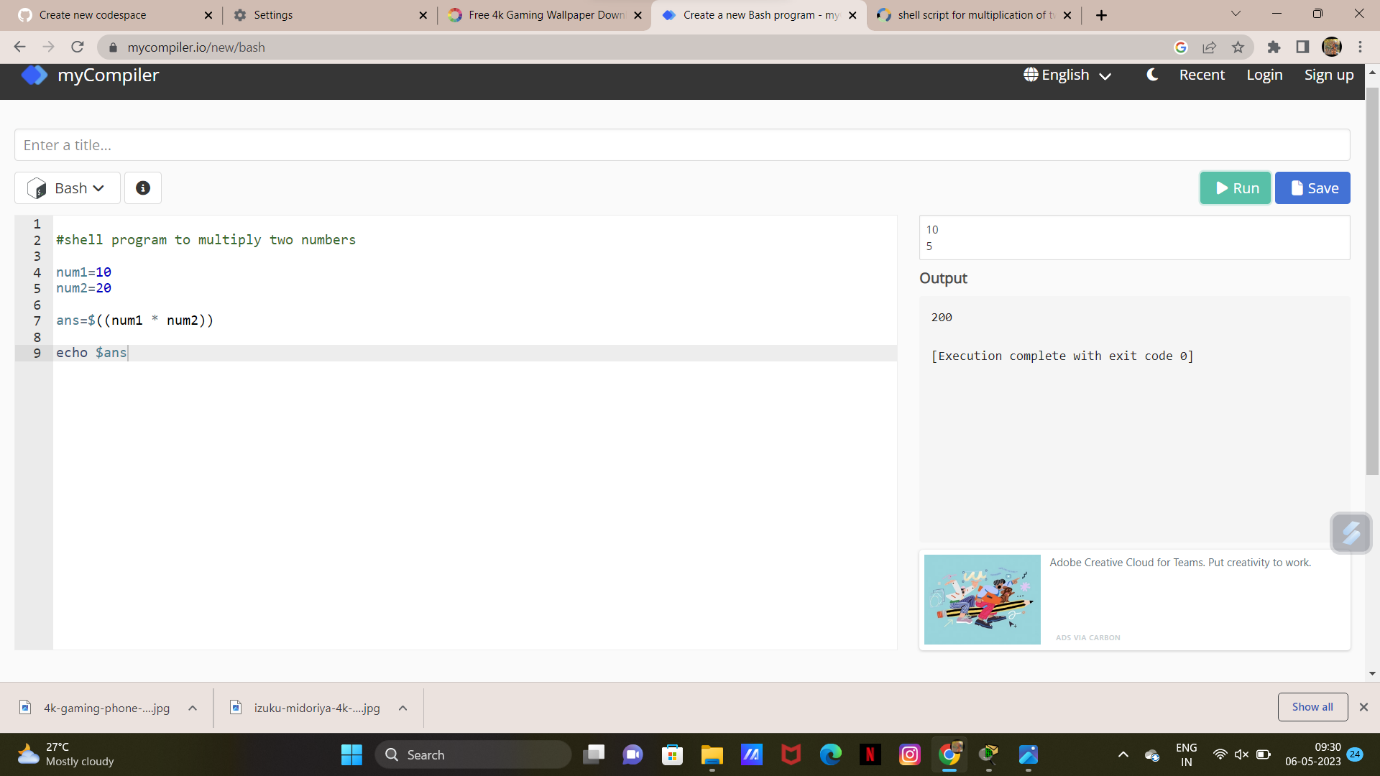 Create new codespace
Settings
Free 4k Gaming Wallpaper Down
Create a new Bash program - my
shell script for multiplication of t
mycompiler.io/new/bash
myCompiler
English
Recent
Login
Sign up
Enter a title...
Bash
Run
Save
1
2 #shell program to multiply two numbers
3
4 num1=10
5 num2=20
6
7 ans=$((num1 * num2))
8
9 echo $ans
10
5
Output
200
[Execution complete with exit code 0]
Adobe Creative Cloud for Teams. Put creativity to work.
ADS VIA CARBON
4k-gaming-phone-....jpg
izuku-midoriya-4k-....jpg
Show all
27°C
Mostly cloudy
Search
ENG
IN
09:30
06-05-2023
24